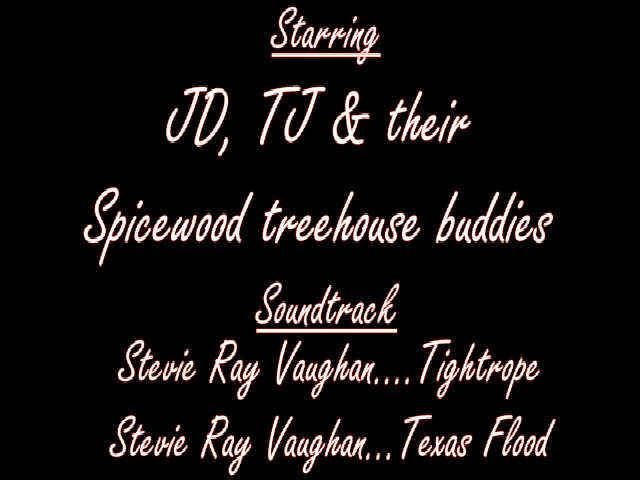 Starring
JD, TJ & their
Spicewood treehouse buddies
Soundtrack
Stevie Ray Vaughan....Tightrope
Stevie Ray Vaughan...Texas Flood